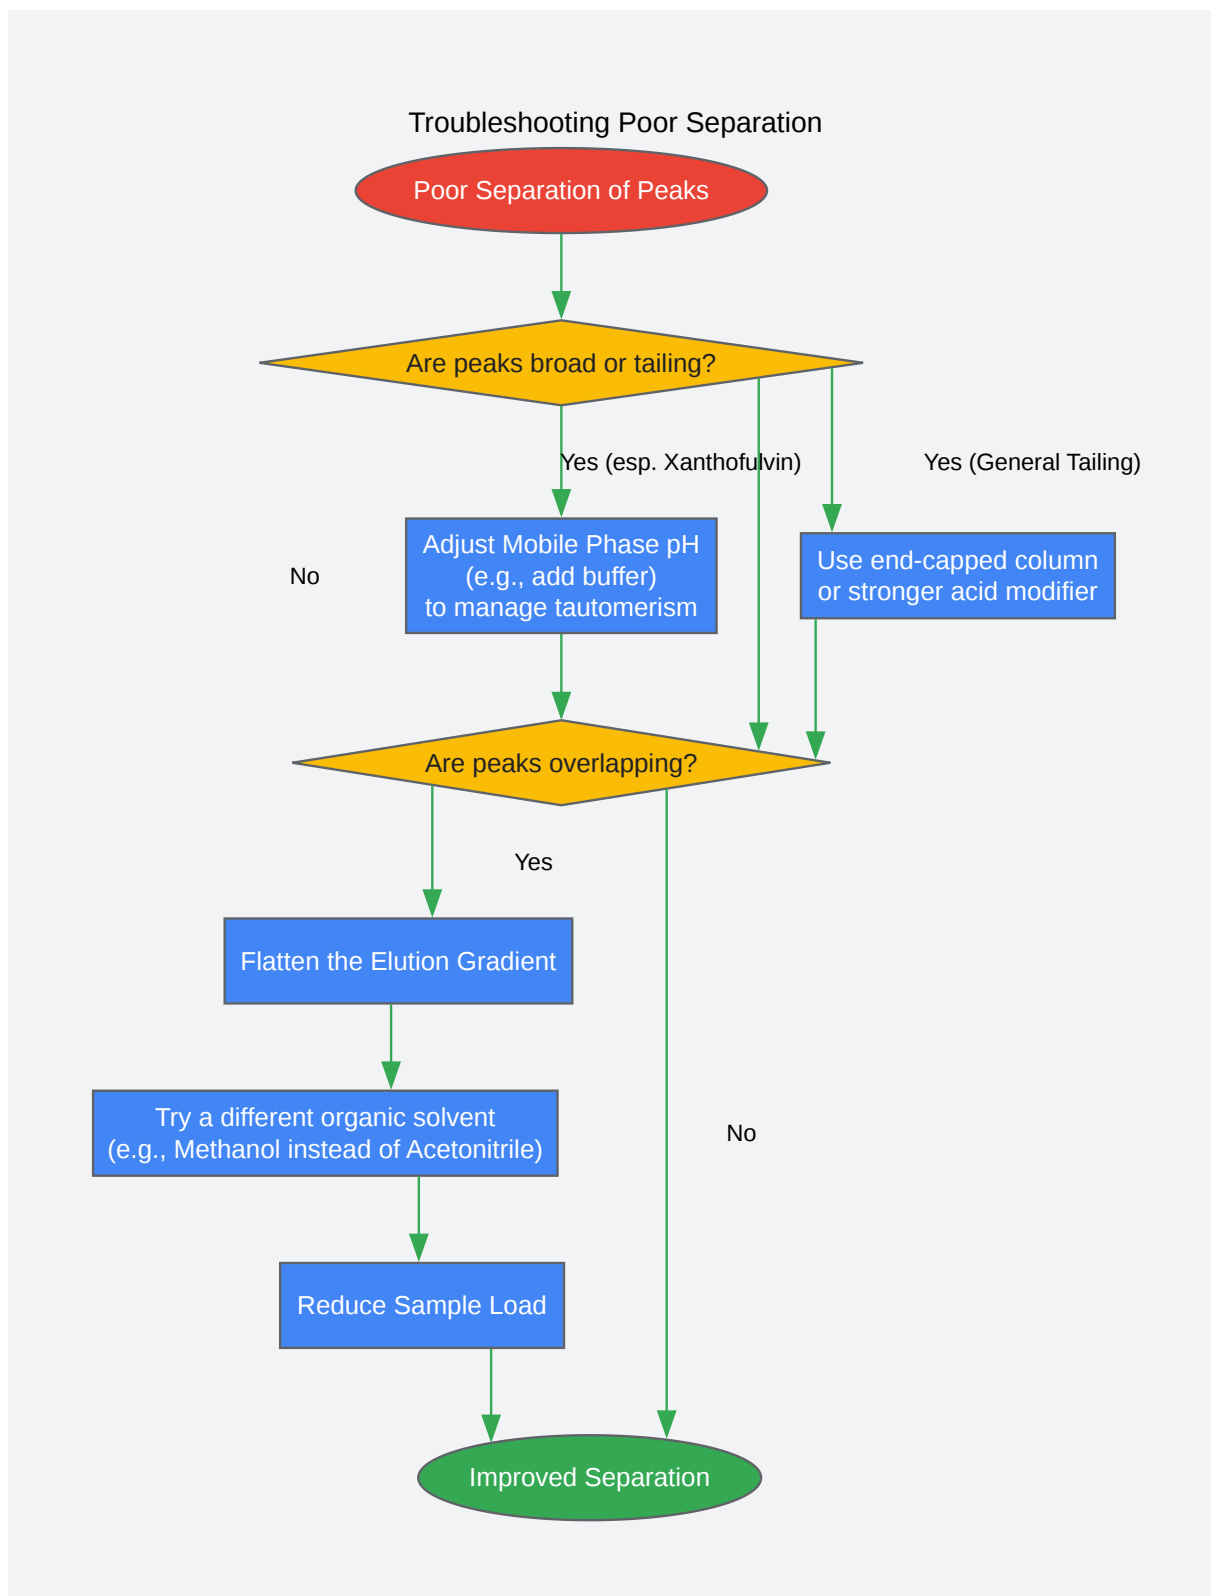 Troubleshooting Poor Separation
Poor Separation of Peaks
Are peaks broad or tailing?
Yes (esp. Xanthofulvin)
Yes (General Tailing)
No
Adjust Mobile Phase pH
(e.g., add buffer)
to manage tautomerism
Use end-capped column
or stronger acid modifier
Are peaks overlapping?
Yes
Flatten the Elution Gradient
Try a different organic solvent
(e.g., Methanol instead of Acetonitrile)
No
Reduce Sample Load
Improved Separation